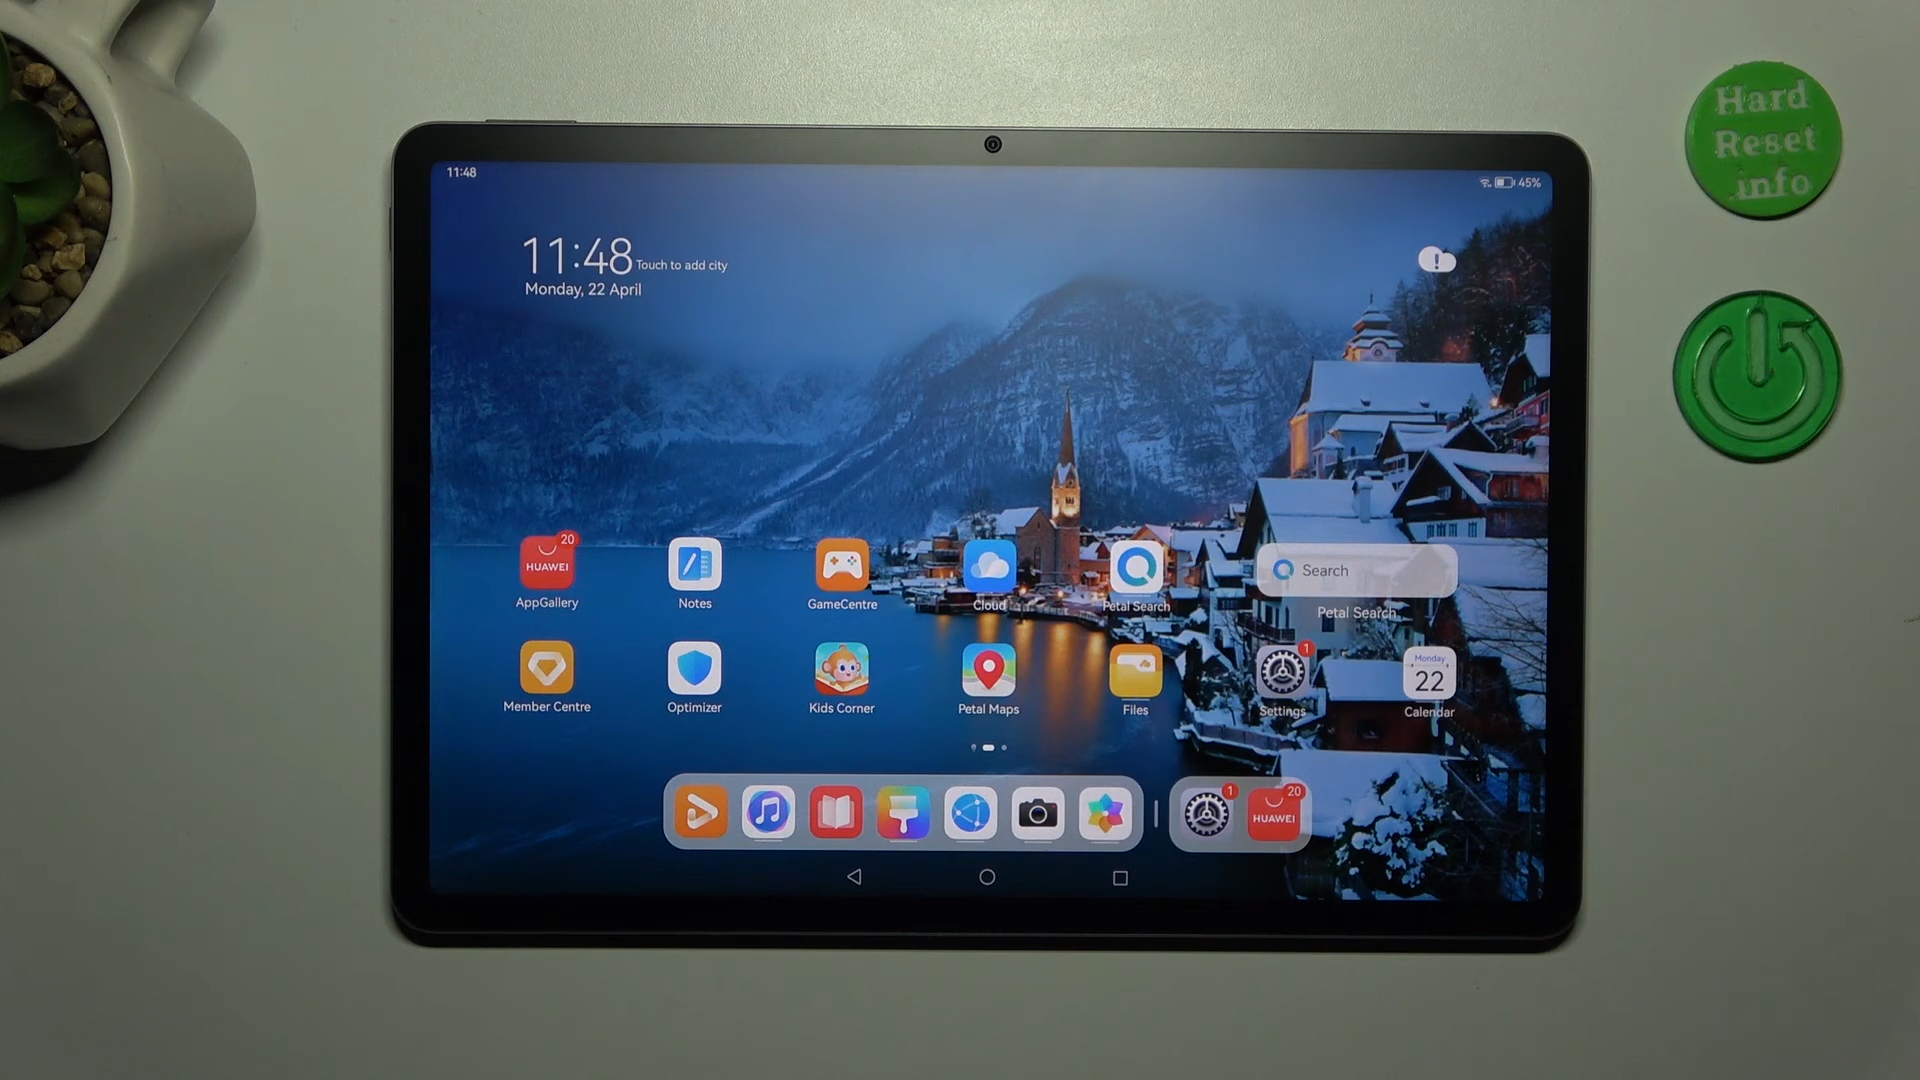 Hard
Reset
.info
11:48
45%
11:48 Touch to add city
Monday, 22 April
20
HUAWEI
AppGallery
Notes
GameCentre
Cloud
Petal Search
Search
Petal Search
Member Centre
Optimizer
Kids Corner
Petal Maps
Files
1
Settings
Monday
22
Calendar
1
20
HUAWEI